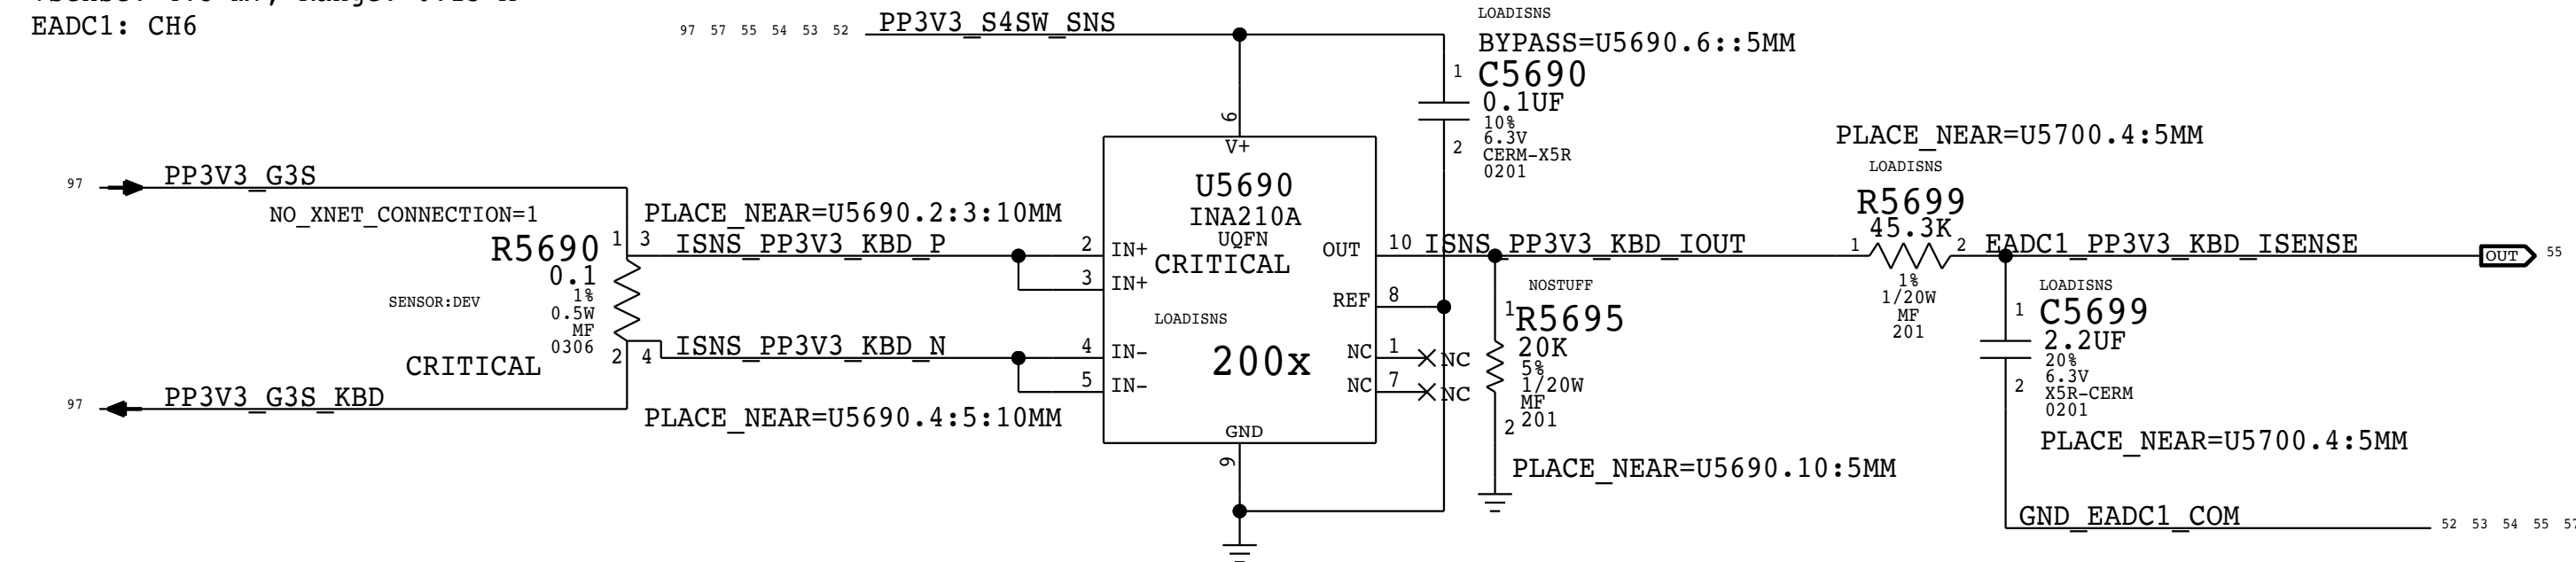 EADC1: CH6
97 57 55 54 53 52 PP3V3_S4SW_SNS
LOADISNS
BYPASS=U5690.6::5MM
1 C5690
0.1UF
10%
6.3V
2 CERM-X5R
0201
6
V+
U5690
INA210A
UQFN
CRITICAL
LOADISNS
200x
GND
9
97 PP3V3_G3S
NO_XNET_CONNECTION=1
R5690 1 3
0.1
1%
0.5W
MF
0306
SENSOR:DEV
CRITICAL 2 4
97 PP3V3_G3S_KBD
PLACE_NEAR=U5690.2:3:10MM
ISNS_PP3V3_KBD_P 2 IN+
3 IN+
ISNS_PP3V3_KBD_N 4 IN-
5 IN-
PLACE_NEAR=U5690.4:5:10MM
OUT 10 ISNS_PP3V3_KBD_IOUT
REF 8
NC 1 NC
NC 7 NC
NOSTUFF
1 R5695
20K
5%
1/20W
MF
2 201
PLACE_NEAR=U5690.10:5MM
PLACE_NEAR=U5700.4:5MM
LOADISNS
R5699
45.3K
1 2 EADC1_PP3V3_KBD_ISENSE OUT 55
1%
1/20W
MF
201
LOADISNS
1 C5699
2.2UF
20%
2 6.3V
X5R-CERM
0201
PLACE_NEAR=U5700.4:5MM
GND_EADC1_COM 52 53 54 55